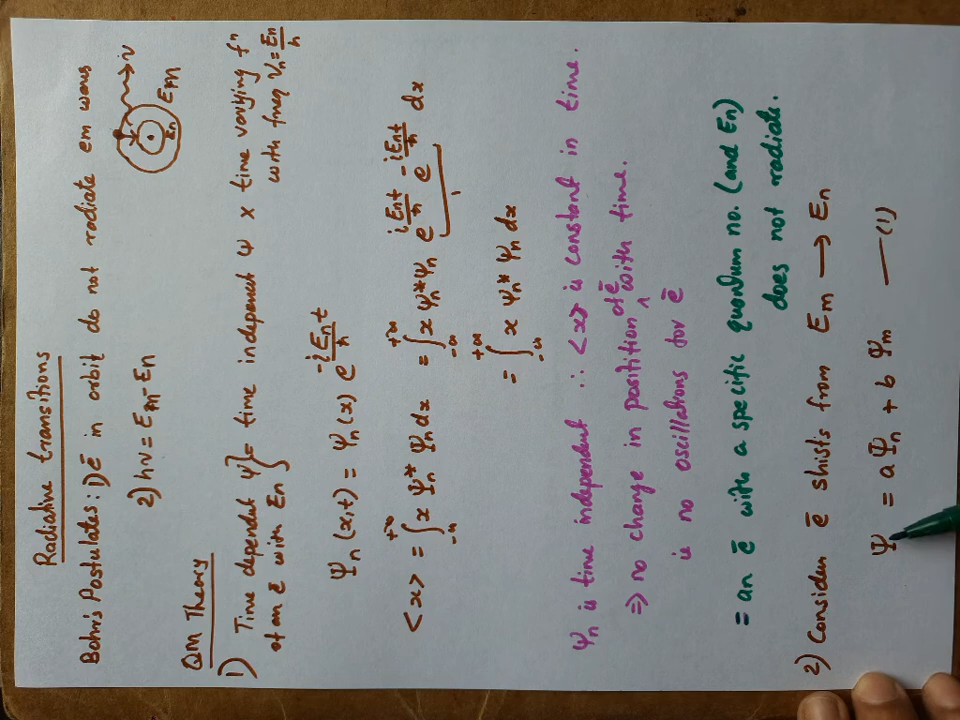 Radiative transitions
Bohr's Postulates: 1) ē in orbit do not radiate em waves
2) hν = Em - En
ν
En
Em
QM Theory
1) Time dependent ψ } = time independent ψ x time varying fⁿ
of an ē with En } with freq νn = En/h
Ψn(x,t) = ψn(x) e^(-iEnt/ħ)
<x> = ∫_{-∞}^{+∞} x Ψn* Ψn dx = ∫_{-∞}^{+∞} x ψn* ψn e^(iEnt/ħ) e^(-iEnt/ħ) dx
1
= ∫_{-∞}^{+∞} x ψn* ψn dx
ψn is time independent ∴ <x> is constant in time.
⇒ no change in position of ē with time.
is no oscillations for ē
= an ē with a specific quantum no. (and En)
does not radiate.
2) Consider ē shists from Em → En
Ψ = a Ψn + b Ψm —(1)